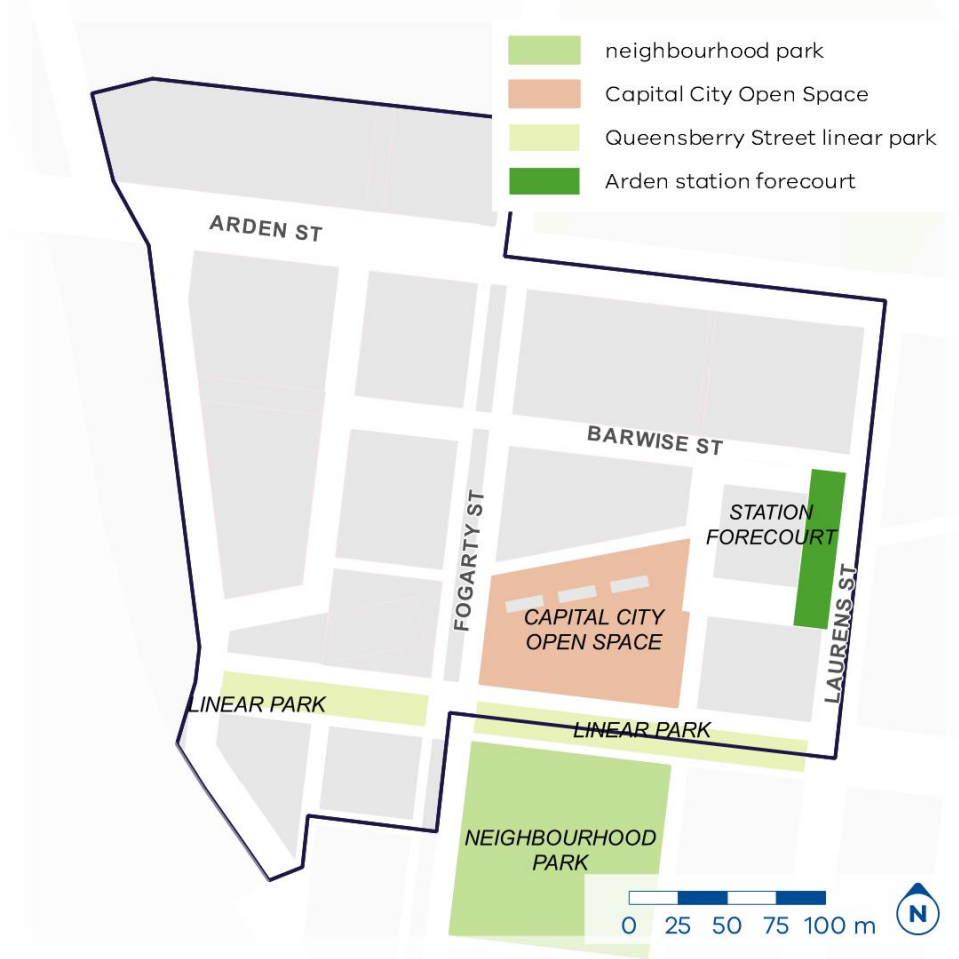 neighbourhood park
Capital City Open Space
Queensberry Street linear park
Arden station forecourt
ARDEN ST
BARWISE ST
FOGARTY ST
STATION
FORECOURT
CAPITAL CITY
OPEN SPACE
LAURENS ST
LINEAR PARK
LINEAR PARK
NEIGHBOURHOOD
PARK
0 25 50 75 100 m
N